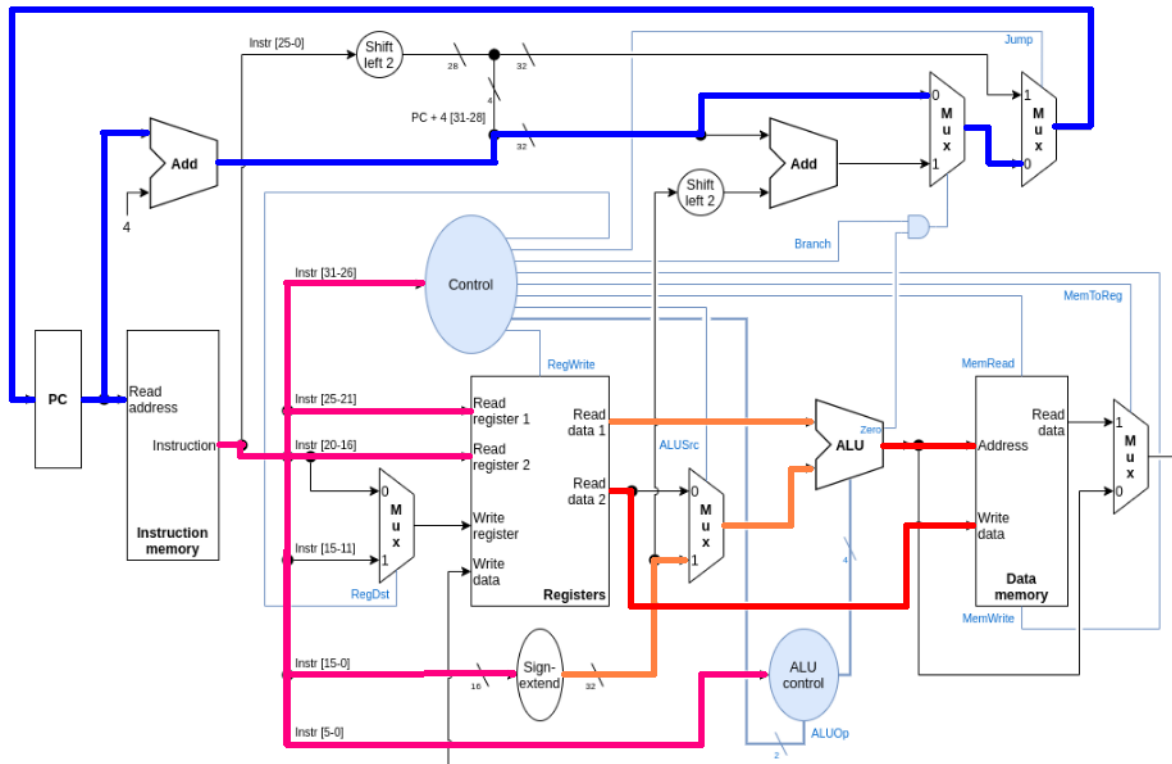 Instr [25-0]
Shift
left 2
28
32
Jump
4
PC + 4 [31-28]
32
0
M
u
x
1
1
M
u
x
0
Add
4
Add
Shift
left 2
Branch
Control
Instr [31-26]
MemToReg
RegWrite
MemRead
PC
Read
address
Instruction
Instruction
memory
Instr [25-21]
Instr [20-16]
Instr [15-11]
0
M
u
x
1
RegDst
Read
register 1
Read
register 2
Write
register
Write
data
Read
data 1
Read
data 2
Registers
ALUSrc
0
M
u
x
1
Zero
ALU
4
Address
Read
data
Write
data
Data
memory
MemWrite
1
M
u
x
0
Instr [15-0]
16
Sign-
extend
32
ALU
control
Instr [5-0]
ALUOp
2